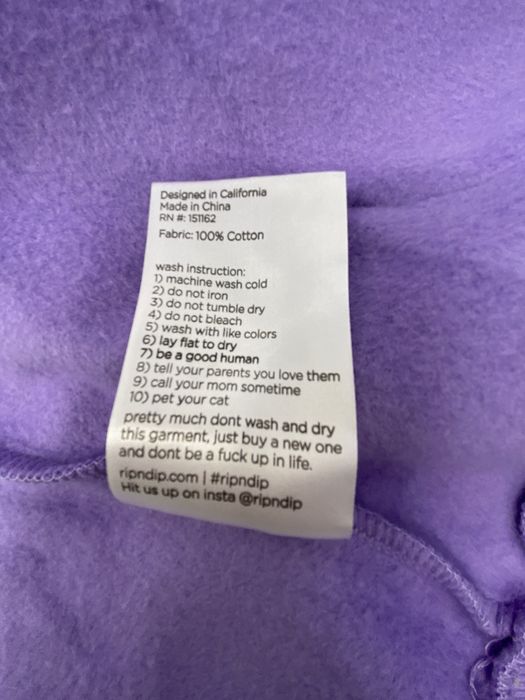 Designed in California
Made in China
RN #: 151162
Fabric: 100% Cotton
wash instruction:
1) machine wash cold
2) do not iron
3) do not tumble dry
4) do not bleach
5) wash with like colors
6) lay flat to dry
7) be a good human
8) tell your parents you love them
9) call your mom sometime
10) pet your cat
pretty much dont wash and dry
this garment, just buy a new one
and dont be a fuck up in life.
ripndip.com | #ripndip
Hit us up on insta @ripndip